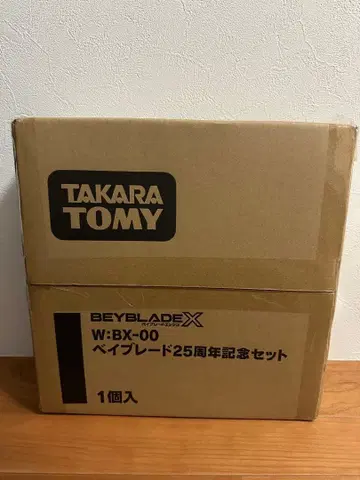 TAKARA
TOMY
BEYBLADE X
ベイブレードエックス
W:BX-00
ベイブレード25周年記念セット
1個入